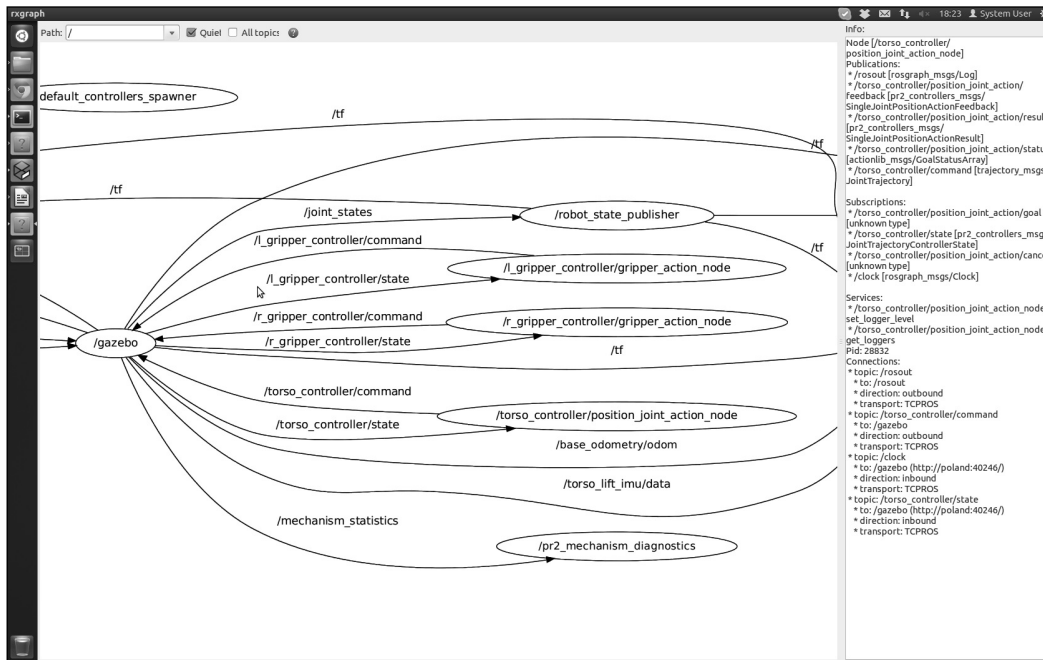 rxgraph
18:23 System User
Path: / Quiet All topics
Info:
default_controllers_spawner
/tf
/tf
/tf
/joint_states
/robot_state_publisher
/l_gripper_controller/command
/tf
/l_gripper_controller/gripper_action_node
/l_gripper_controller/state
/r_gripper_controller/command
/r_gripper_controller/gripper_action_node
/gazebo
/r_gripper_controller/state
/tf
/torso_controller/command
/torso_controller/position_joint_action_node
/torso_controller/state
/base_odometry/odom
/torso_lift_imu/data
/mechanism_statistics
/pr2_mechanism_diagnostics
Node [/torso_controller/
position_joint_action_node]
Publications:
* /rosout [rosgraph_msgs/Log]
* /torso_controller/position_joint_action/
feedback [pr2_controllers_msgs/
SingleJointPositionActionFeedback]
* /torso_controller/position_joint_action/resul
[pr2_controllers_msgs/
SingleJointPositionActionResult]
* /torso_controller/position_joint_action/statu
[actionlib_msgs/GoalStatusArray]
* /torso_controller/command [trajectory_msgs
JointTrajectory]
Subscriptions:
* /torso_controller/position_joint_action/goal
[unknown type]
* /torso_controller/state [pr2_controllers_msg
JointTrajectoryControllerState]
* /torso_controller/position_joint_action/cance
[unknown type]
* /clock [rosgraph_msgs/Clock]
Services:
* /torso_controller/position_joint_action_node
set_logger_level
* /torso_controller/position_joint_action_node
get_loggers
Pid: 28832
Connections:
* topic: /rosout
* to: /rosout
* direction: outbound
* transport: TCPROS
* topic: /torso_controller/command
* to: /gazebo
* direction: outbound
* transport: TCPROS
* topic: /clock
* to: /gazebo (http://poland:40246/)
* direction: inbound
* transport: TCPROS
* topic: /torso_controller/state
* to: /gazebo (http://poland:40246/)
* direction: inbound
* transport: TCPROS